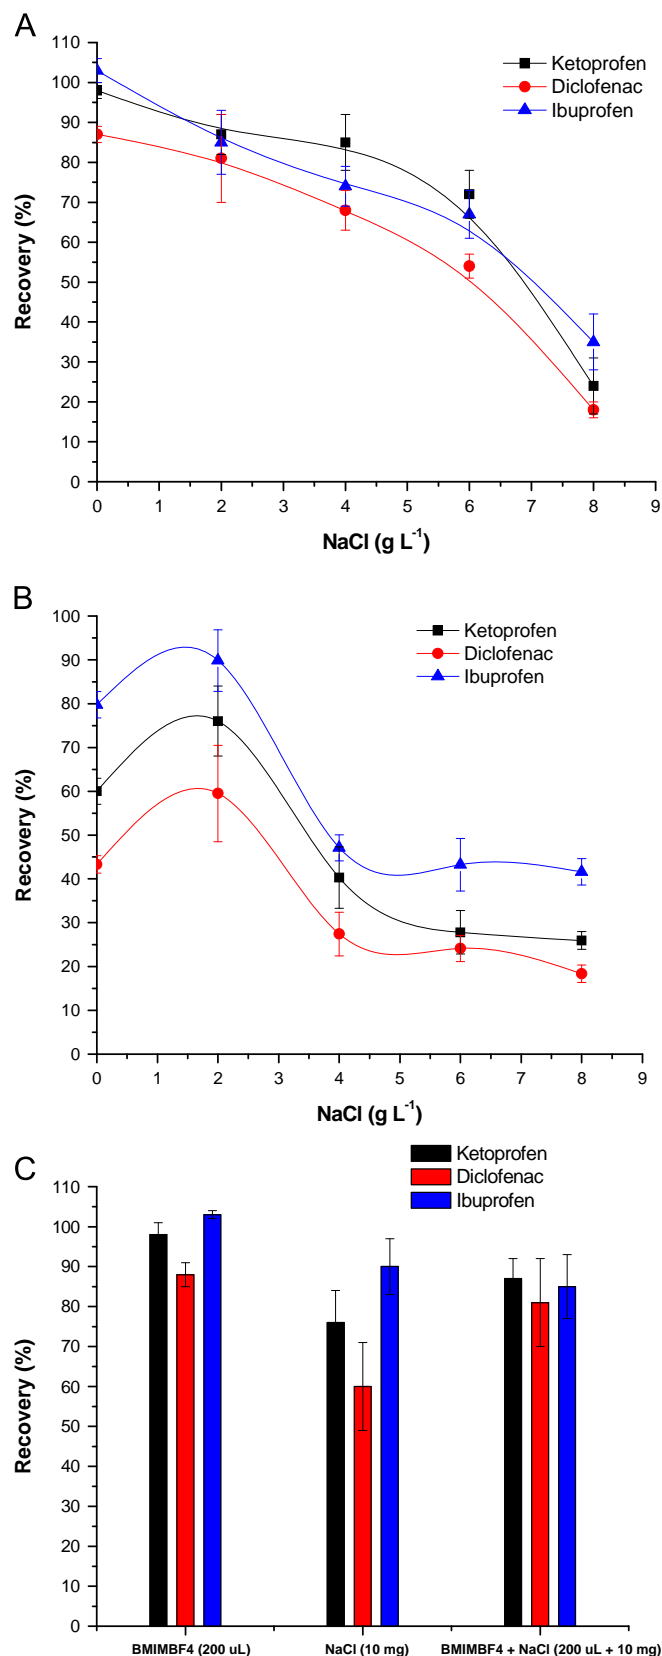 A
Ketoprofen
Diclofenac
Ibuprofen
110
100
90
80
70
60
50
40
30
20
10
0
Recovery (%)
0 1 2 3 4 5 6 7 8 9
NaCl (g L⁻¹)
B
Ketoprofen
Diclofenac
Ibuprofen
100
90
80
70
60
50
40
30
20
10
0
Recovery (%)
0 1 2 3 4 5 6 7 8 9
NaCl (g L⁻¹)
C
Ketoprofen
Diclofenac
Ibuprofen
110
100
90
80
70
60
50
40
30
20
10
0
Recovery (%)
BMIMBF4 (200 uL) NaCl (10 mg) BMIMBF4 + NaCl (200 uL + 10 mg)